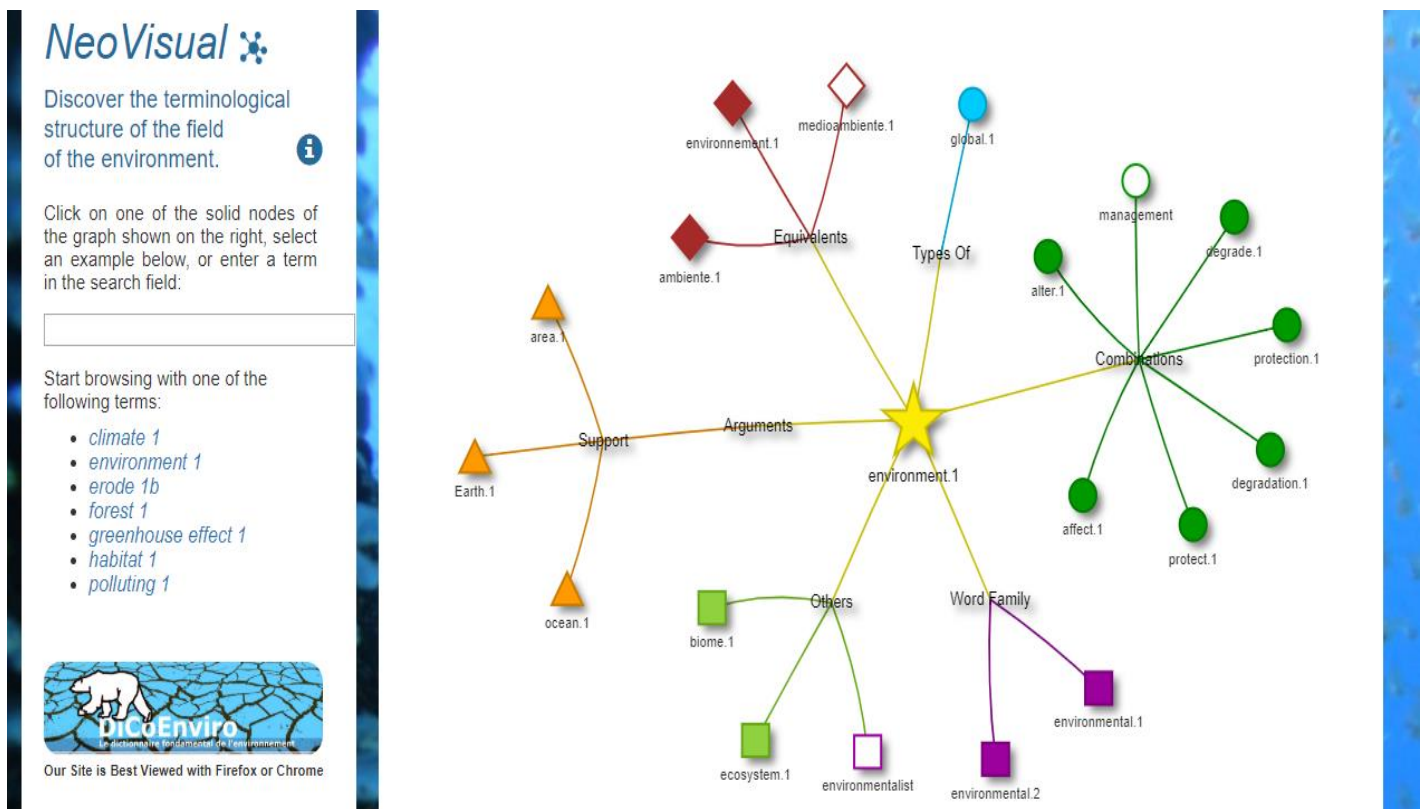 NeoVisual
Discover the terminological
structure of the field
of the environment.
Click on one of the solid nodes of
the graph shown on the right, select
an example below, or enter a term
in the search field:
Start browsing with one of the
following terms:
• climate 1
• environment 1
• erode 1b
• forest 1
• greenhouse effect 1
• habitat 1
• polluting 1
DiCoEnviro
Le dictionnaire fondamental de l'environnement
Our Site is Best Viewed with Firefox or Chrome
medioambiente.1
environnement.1
global.1
management
degrade.1
Equivalents
Types Of
ambiente.1
alter.1
area.1
Combinations
protection.1
Arguments
Support
environment.1
Earth.1
degradation.1
affect.1
protect.1
Others
Word Family
ocean.1
biome.1
environmental.1
ecosystem.1
environmentalist
environmental.2